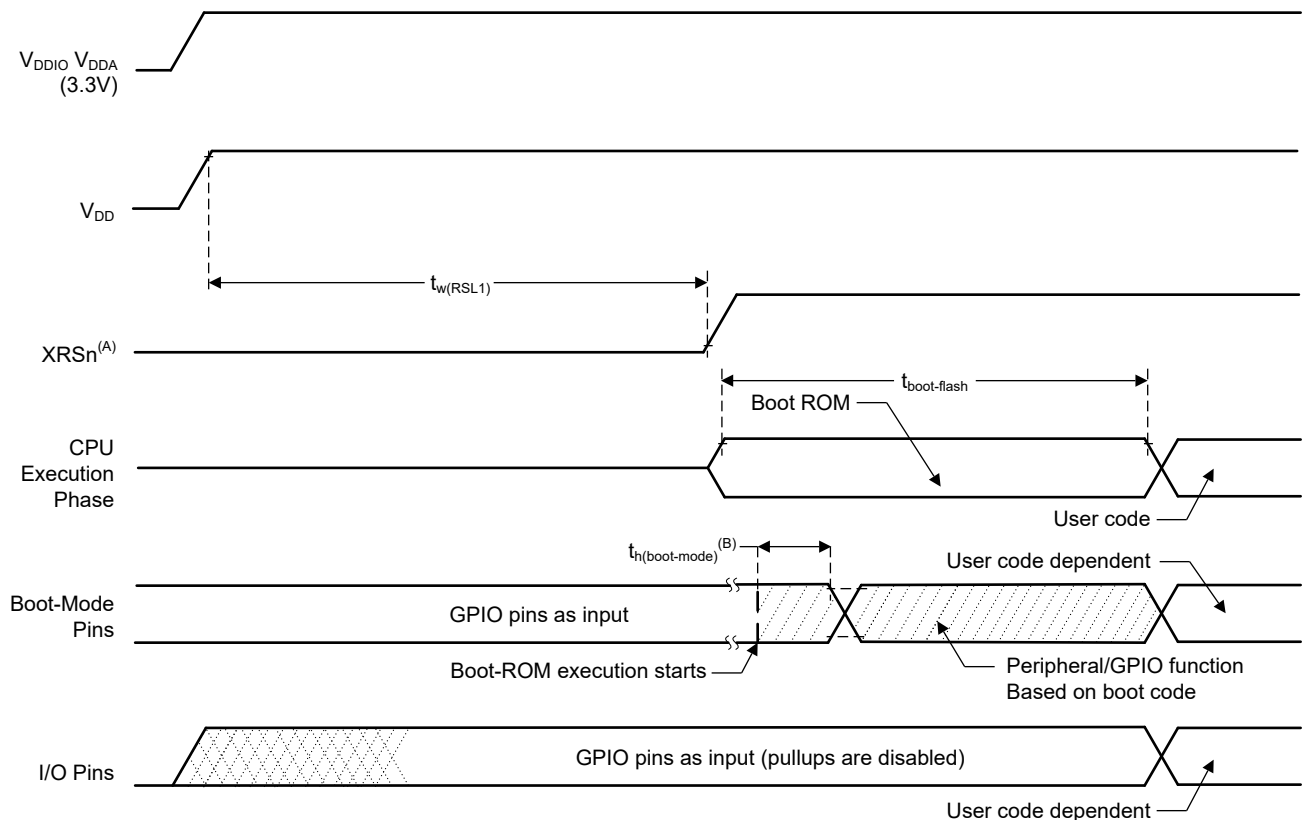 VDDIO VDDA
(3.3V)
VDD
tw(RSL1)
XRSn(A)
tboot-flash
Boot ROM
CPU
Execution
Phase
User code
th(boot-mode)(B)
User code dependent
Boot-Mode
Pins
GPIO pins as input
Boot-ROM execution starts
Peripheral/GPIO function
Based on boot code
I/O Pins
GPIO pins as input (pullups are disabled)
User code dependent